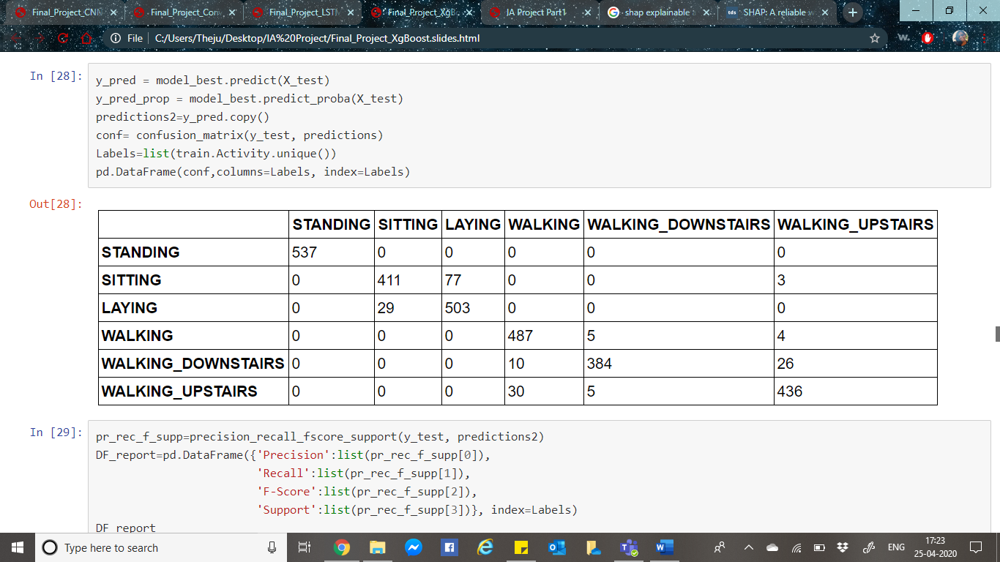 Final_Project_CNN
Final_Project_Con
Final_Project_LSTM
Final_Project_XgB
IA Project Part1
shap explainable
SHAP: A reliable
File
C:/Users/Theju/Desktop/IA%20Project/Final_Project_XgBoost.slides.html
In [28]:
y_pred = model_best.predict(X_test)
y_pred_prop = model_best.predict_proba(X_test)
predictions2=y_pred.copy()
conf= confusion_matrix(y_test, predictions)
Labels=list(train.Activity.unique())
pd.DataFrame(conf,columns=Labels, index=Labels)
Out[28]:
STANDING SITTING LAYING WALKING WALKING_DOWNSTAIRS WALKING_UPSTAIRS
STANDING 537 0 0 0 0 0
SITTING 0 411 77 0 0 3
LAYING 0 29 503 0 0 0
WALKING 0 0 0 487 5 4
WALKING_DOWNSTAIRS 0 0 0 10 384 26
WALKING_UPSTAIRS 0 0 0 30 5 436
In [29]:
pr_rec_f_supp=precision_recall_fscore_support(y_test, predictions2)
DF_report=pd.DataFrame({'Precision':list(pr_rec_f_supp[0]),
'Recall':list(pr_rec_f_supp[1]),
'F-Score':list(pr_rec_f_supp[2]),
'Support':list(pr_rec_f_supp[3])}, index=Labels)
DF_report
Type here to search
ENG
17:23
25-04-2020